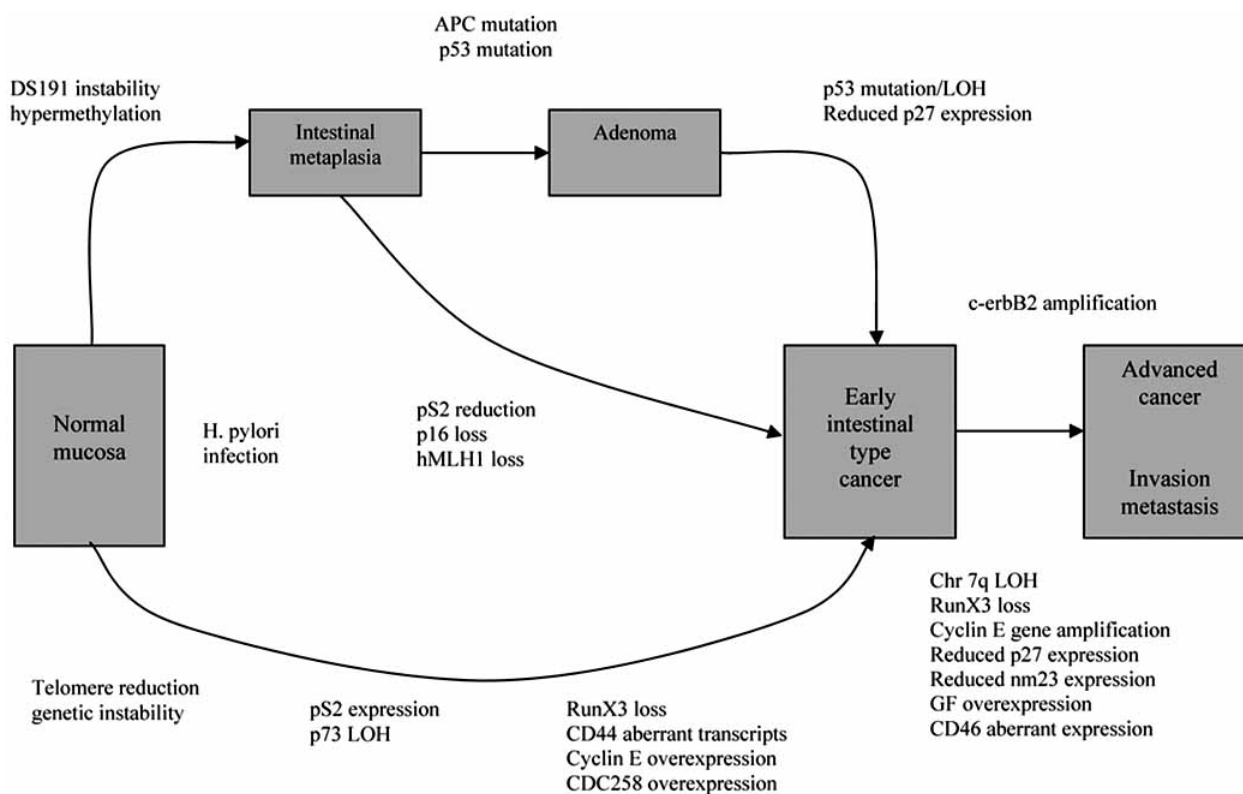 APC mutation
p53 mutation
DS191 instability
hypermethylation
p53 mutation/LOH
Reduced p27 expression
Intestinal
metaplasia
Adenoma
c-erbB2 amplification
Normal
mucosa
H. pylori
infection
pS2 reduction
p16 loss
hMLH1 loss
Early
intestinal
type
cancer
Advanced
cancer
Invasion
metastasis
Telomere reduction
genetic instability
pS2 expression
p73 LOH
RunX3 loss
CD44 aberrant transcripts
Cyclin E overexpression
CDC258 overexpression
Chr 7q LOH
RunX3 loss
Cyclin E gene amplification
Reduced p27 expression
Reduced nm23 expression
GF overexpression
CD46 aberrant expression